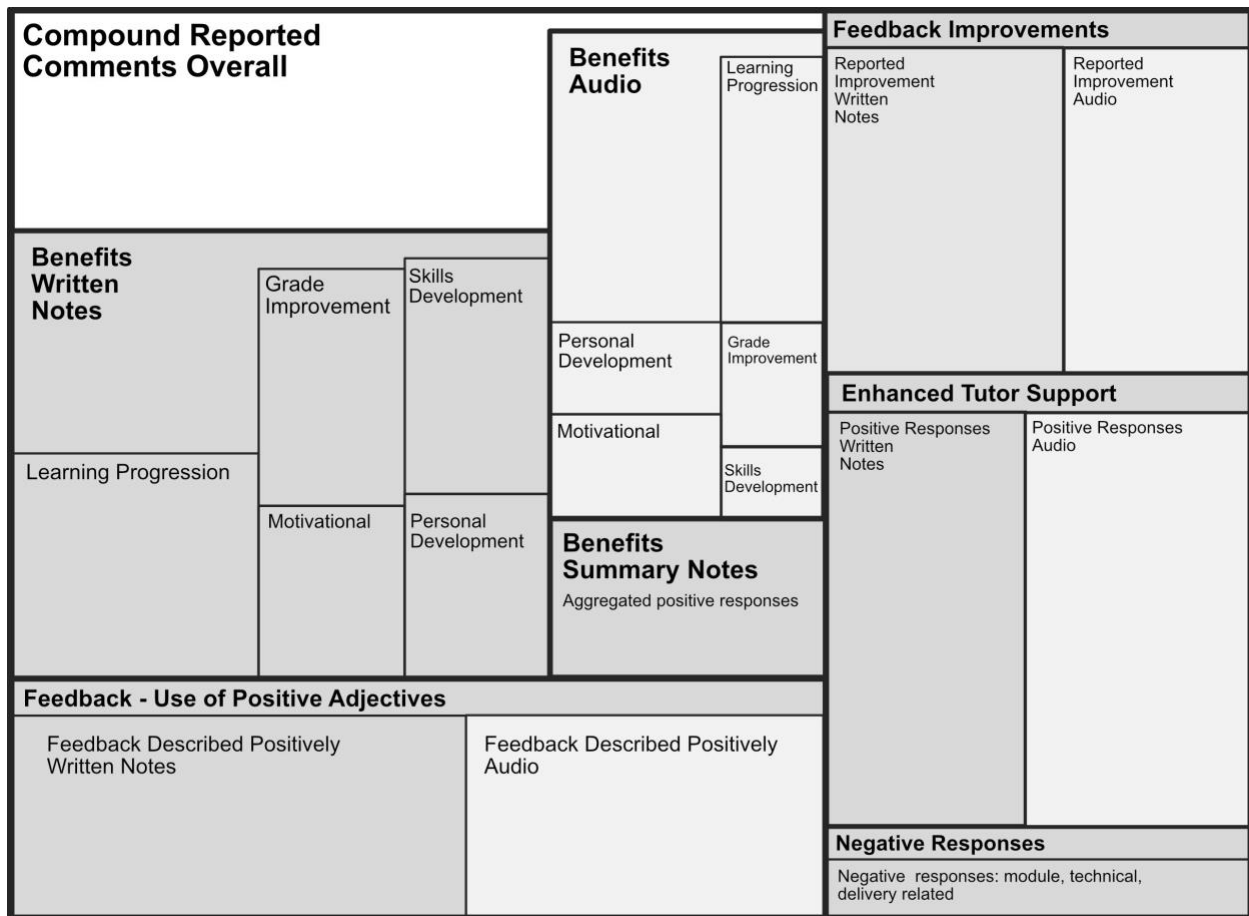 Compound Reported
Comments Overall
Benefits
Written
Notes
Grade
Improvement
Skills
Development
Learning Progression
Motivational
Personal
Development
Benefits
Audio
Learning
Progression
Personal
Development
Grade
Improvement
Motivational
Skills
Development
Benefits
Summary Notes
Aggregated positive responses
Feedback - Use of Positive Adjectives
Feedback Described Positively
Written Notes
Feedback Described Positively
Audio
Feedback Improvements
Reported
Improvement
Written
Notes
Reported
Improvement
Audio
Enhanced Tutor Support
Positive Responses
Written
Notes
Positive Responses
Audio
Negative Responses
Negative responses: module, technical,
delivery related